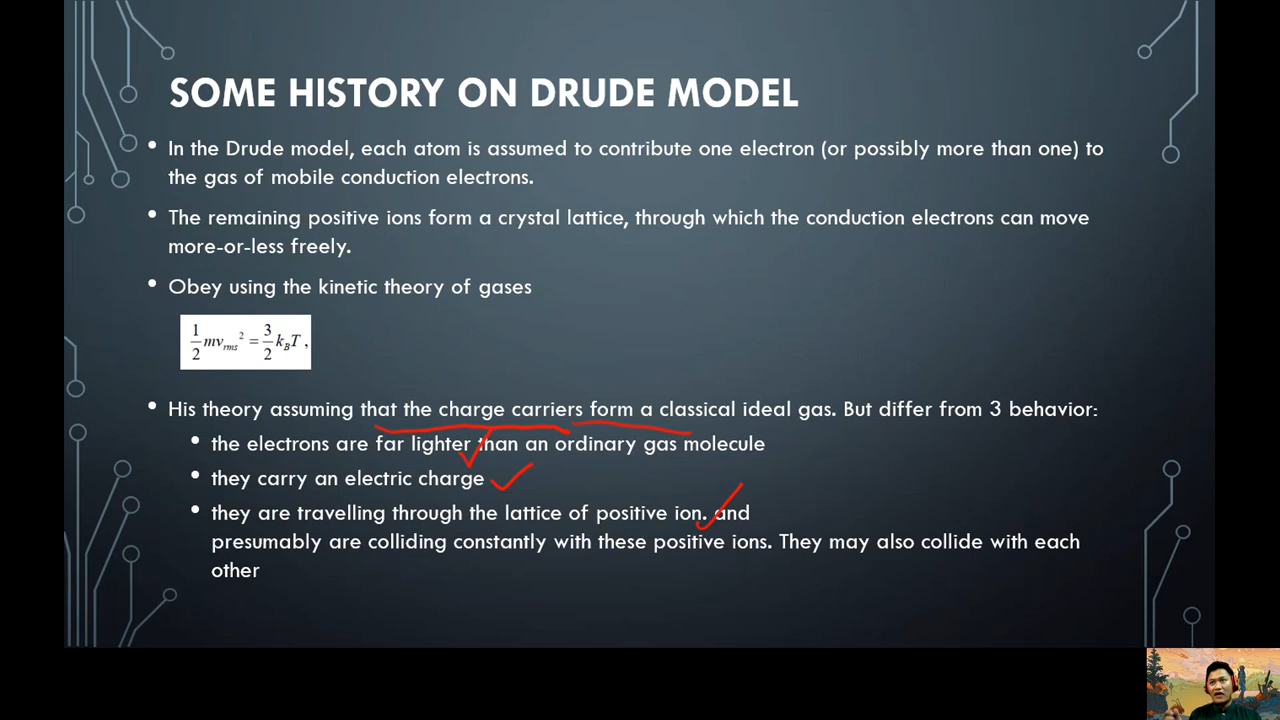 SOME HISTORY ON DRUDE MODEL
• In the Drude model, each atom is assumed to contribute one electron (or possibly more than one) to
the gas of mobile conduction electrons.
• The remaining positive ions form a crystal lattice, through which the conduction electrons can move
more-or-less freely.
• Obey using the kinetic theory of gases
1/2 mv_rms^2 = 3/2 k_B T ,
• His theory assuming that the charge carriers form a classical ideal gas. But differ from 3 behavior:
• the electrons are far lighter than an ordinary gas molecule
• they carry an electric charge
• they are travelling through the lattice of positive ion. and
presumably are colliding constantly with these positive ions. They may also collide with each
other